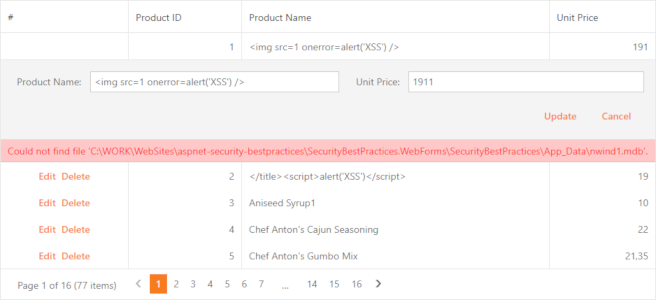 # Product ID Product Name Unit Price
1 <img src=1 onerror=alert('XSS') /> 191
Product Name: <img src=1 onerror=alert('XSS') /> Unit Price: 1911
Update Cancel
Could not find file 'C:\WORK\WebSites\aspnet-security-bestpractices\SecurityBestPractices.WebForms\SecurityBestPractices\App_Data\nwind1.mdb'.
Edit Delete 2 </title><script>alert('XSS')</script> 19
Edit Delete 3 Aniseed Syrup1 10
Edit Delete 4 Chef Anton's Cajun Seasoning 22
Edit Delete 5 Chef Anton's Gumbo Mix 21,35
Page 1 of 16 (77 items) 1 2 3 4 5 6 7 ... 14 15 16